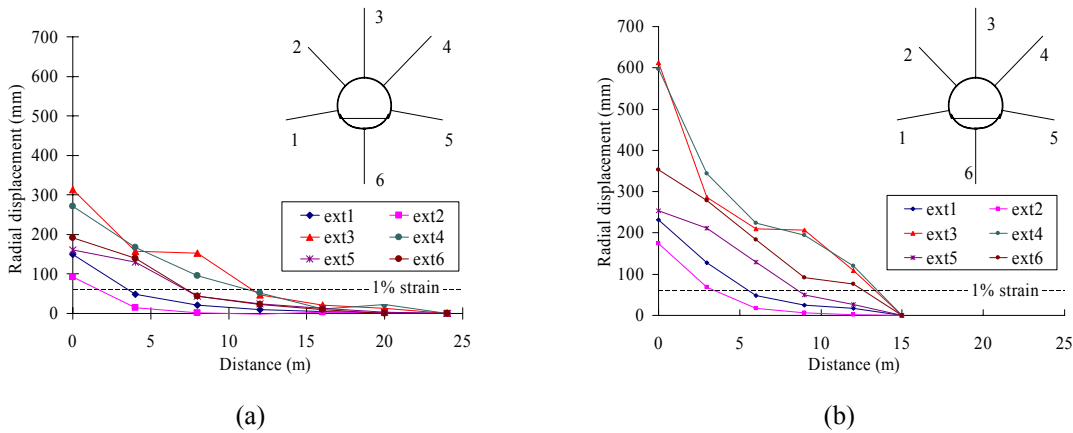 700
600
500
400
300
200
100
0
Radial displacement (mm)
0 5 10 15 20 25
Distance (m)
1
2
3
4
5
6
ext1 ext2
ext3 ext4
ext5 ext6
1% strain
(a)
700
600
500
400
300
200
100
0
Radial displacement (mm)
0 5 10 15 20 25
Distance (m)
1
2
3
4
5
6
ext1 ext2
ext3 ext4
ext5 ext6
1% strain
(b)